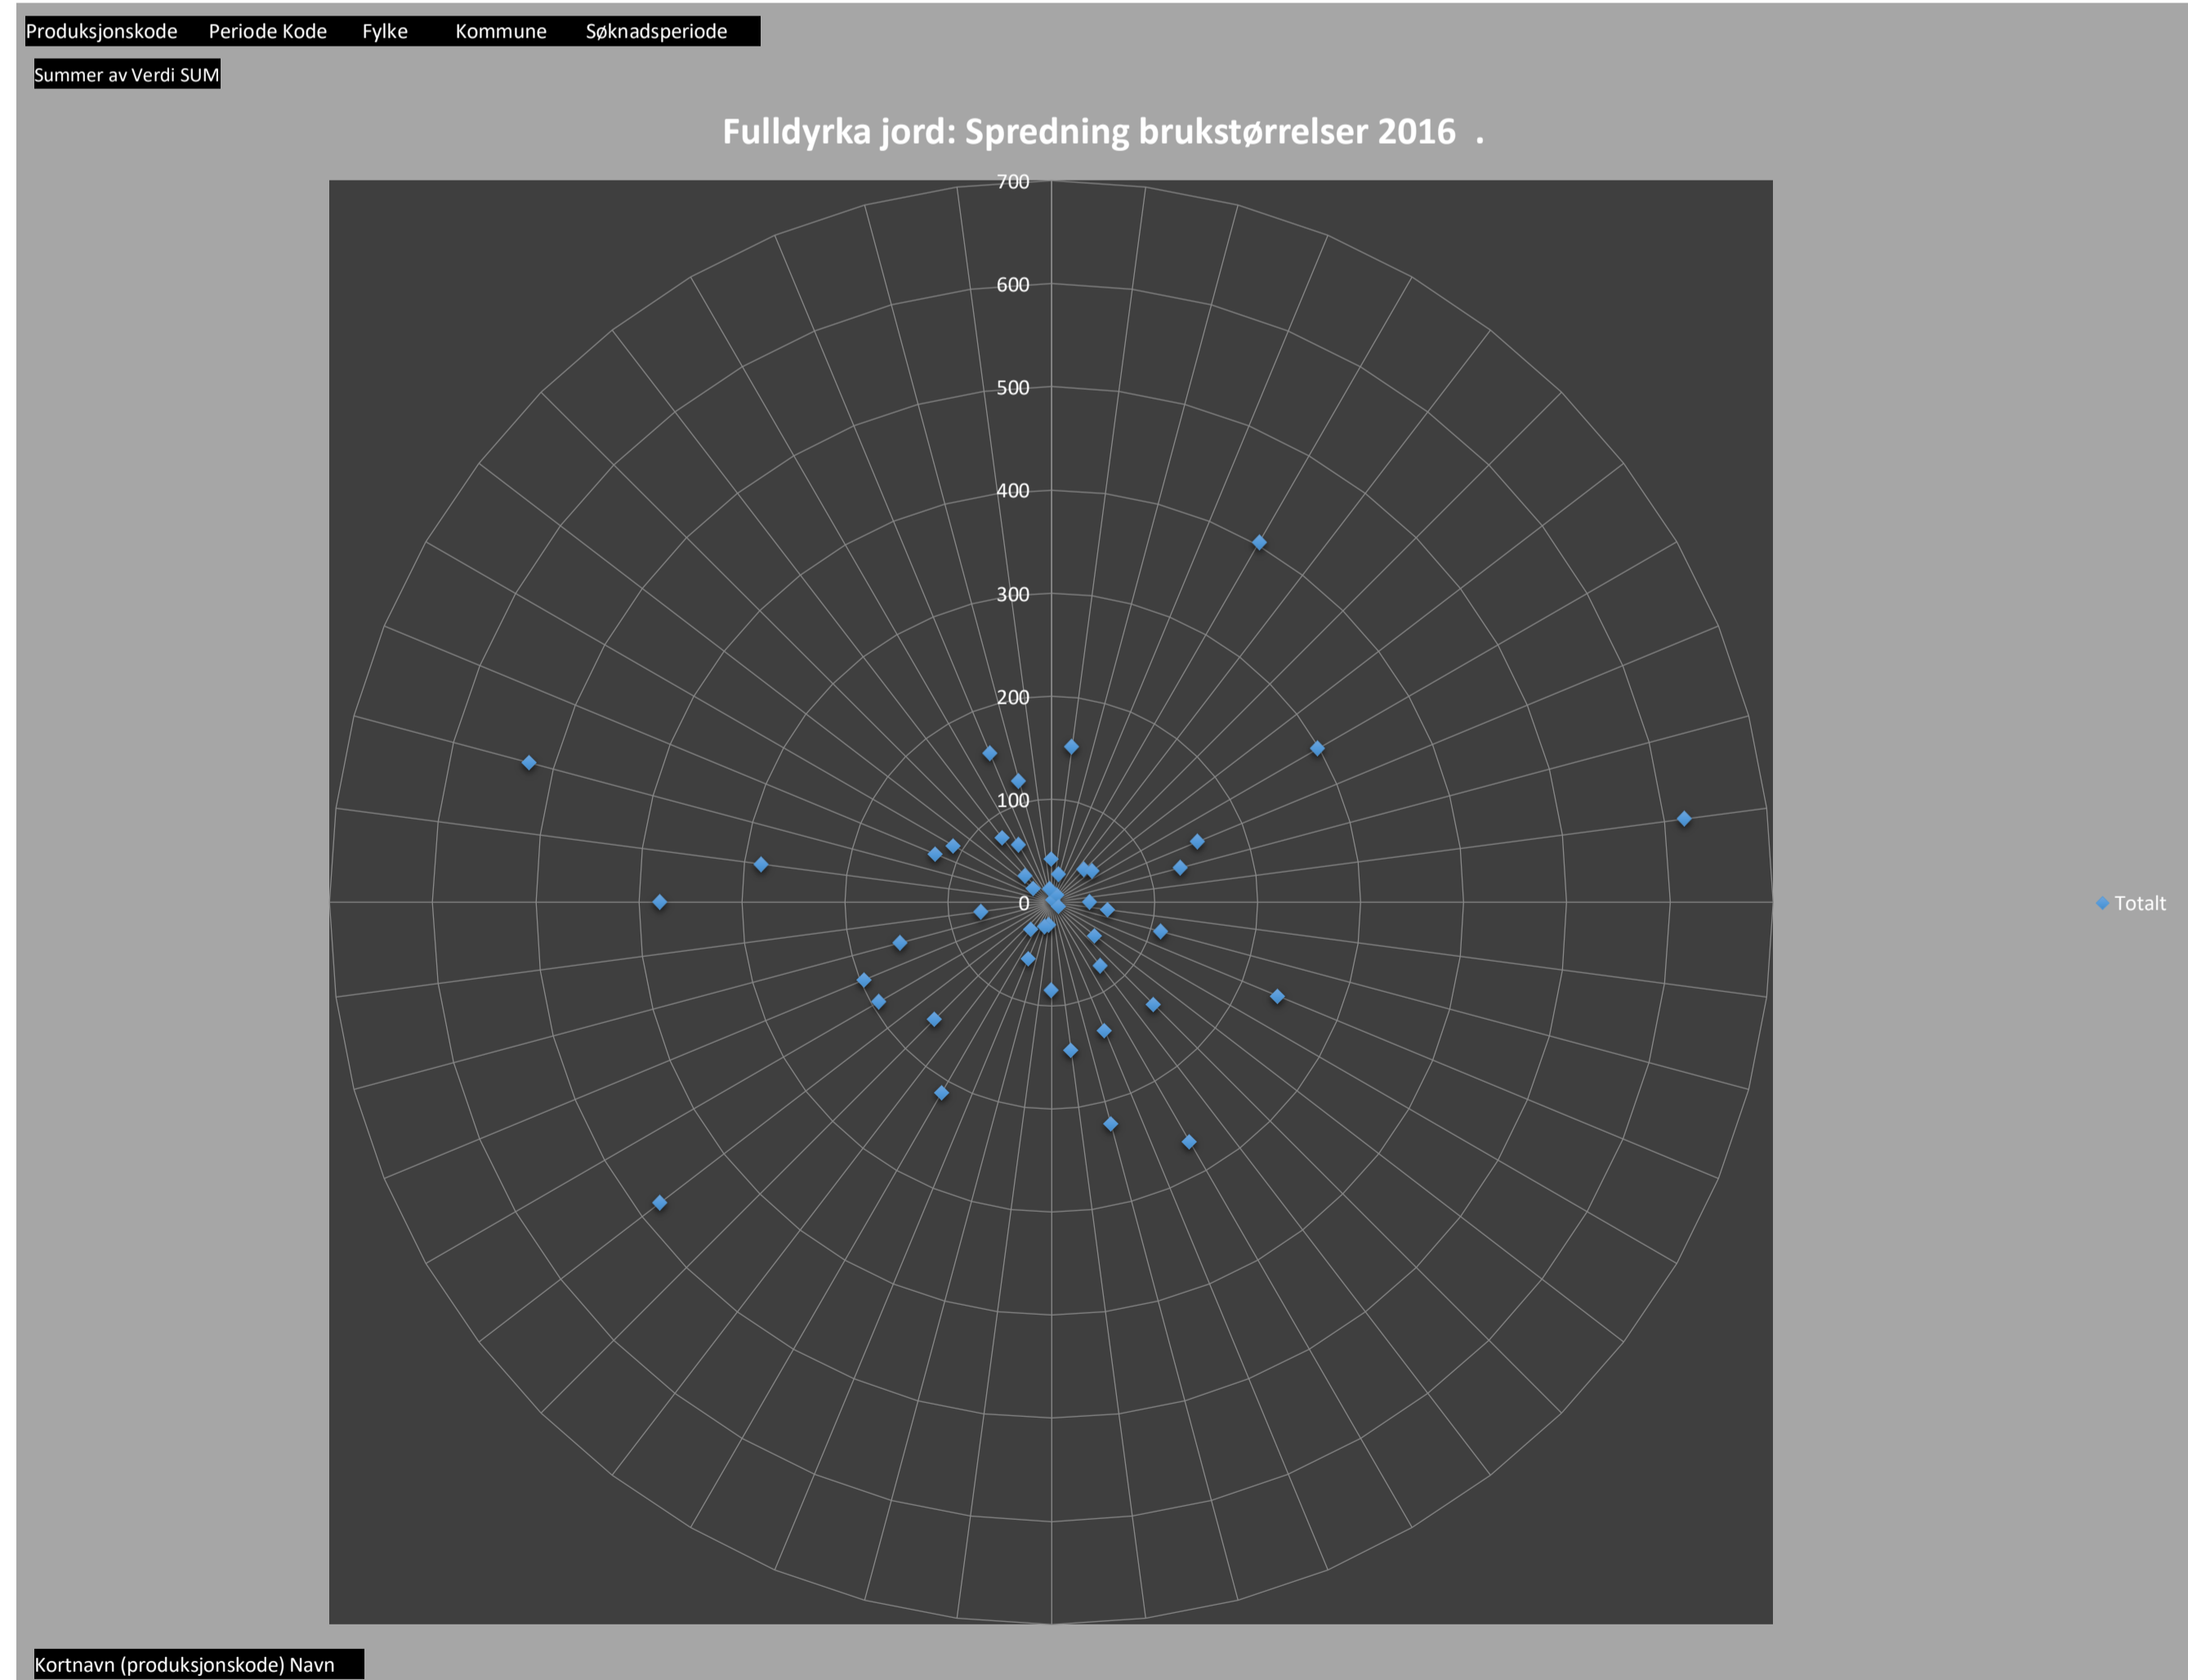 Produksjonskode Periode Kode Fylke Kommune Søknadsperiode
Summer av Verdi SUM
Fulldyrka jord: Spredning brukstørrelser 2016 .
700
600
500
400
300
200
100
0
Totalt
Kortnavn (produksjonskode) Navn